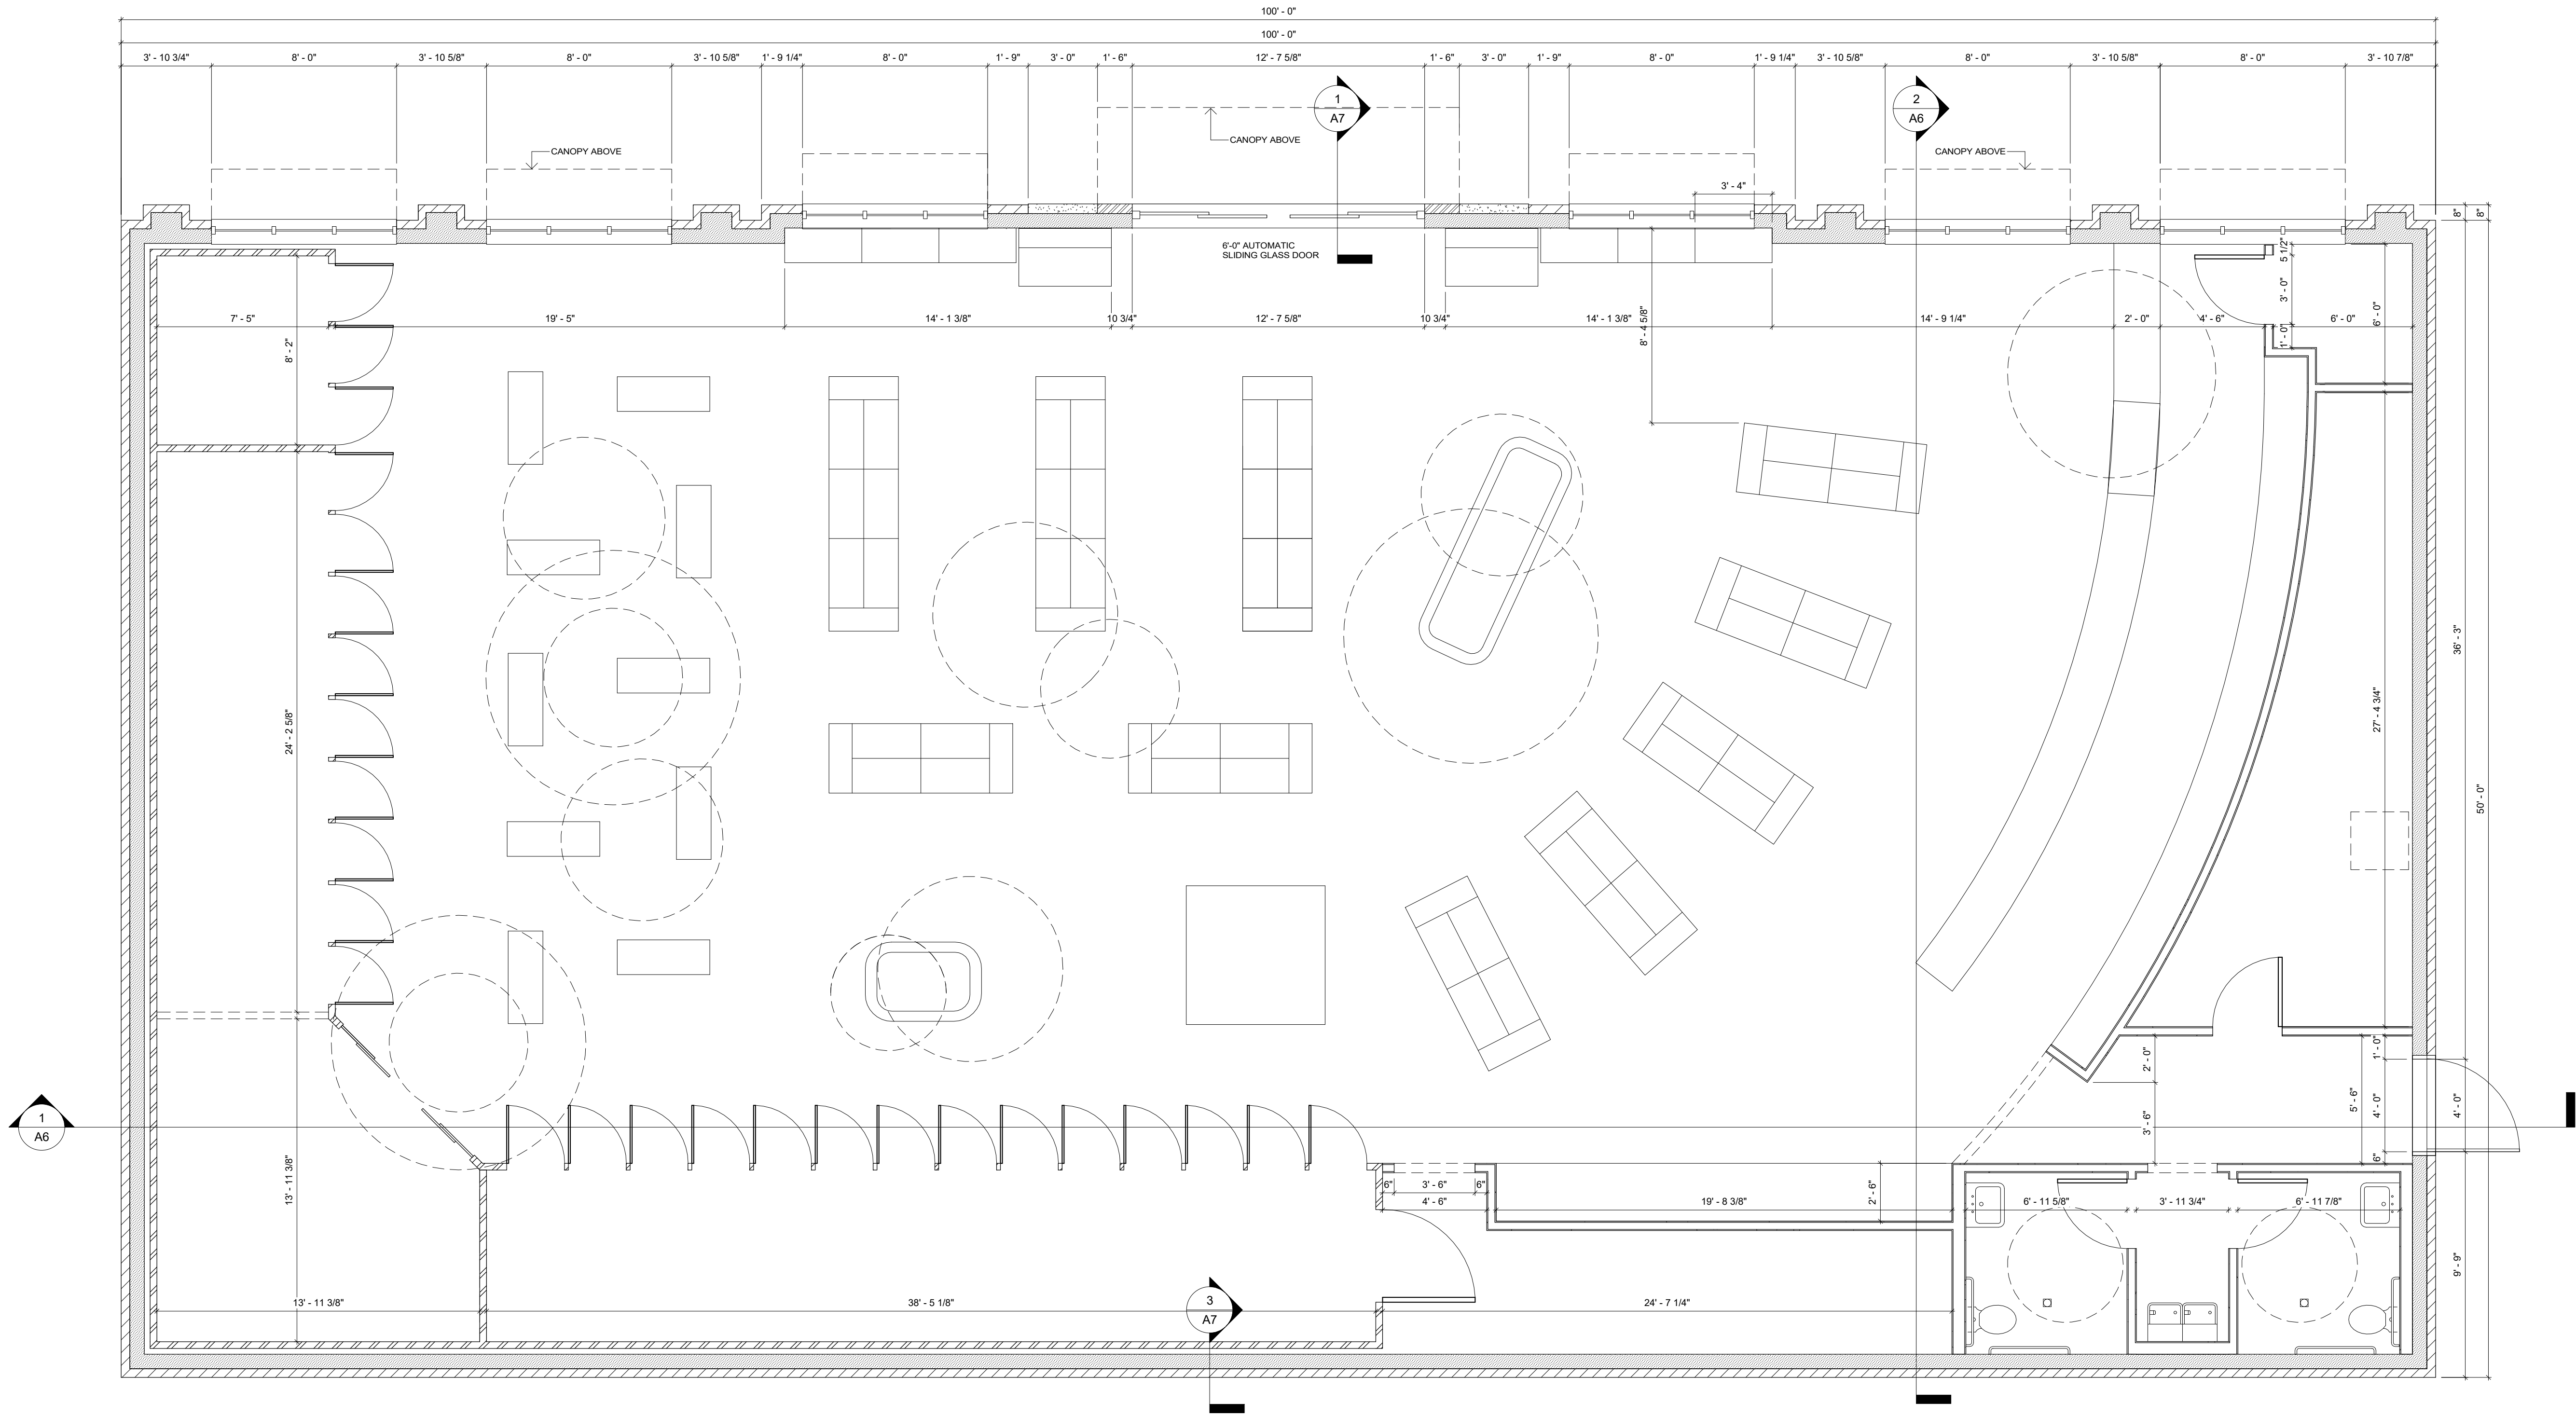 100' - 0"
100' - 0"
3' - 10 3/4"
8' - 0"
3' - 10 5/8"
8' - 0"
3' - 10 5/8"
1' - 9 1/4"
8' - 0"
1' - 9"
3' - 0"
1' - 6"
12' - 7 5/8"
1' - 6"
3' - 0"
1' - 9"
8' - 0"
1' - 9 1/4"
3' - 10 5/8"
8' - 0"
3' - 10 5/8"
8' - 0"
3' - 10 7/8"
1
A7
2
A6
CANOPY ABOVE
CANOPY ABOVE
CANOPY ABOVE
3' - 4"
8"
8"
6'-0" AUTOMATIC
SLIDING GLASS DOOR
5 1/2"
3' - 0"
6' - 0"
1' - 0"
7' - 5"
19' - 5"
14' - 1 3/8"
10 3/4"
12' - 7 5/8"
10 3/4"
14' - 1 3/8"
14' - 9 1/4"
2' - 0"
4' - 6"
6' - 0"
8' - 2"
8' - 4 5/8"
36' - 3"
24' - 2 5/8"
27' - 4 3/4"
50' - 0"
1' - 0"
2' - 0"
5' - 6"
4' - 0"
4' - 0"
3' - 6"
6"
1
A6
13' - 11 3/8"
6"
3' - 6"
6"
4' - 6"
19' - 8 3/8"
2' - 6"
6' - 11 5/8"
3' - 11 3/4"
6' - 11 7/8"
9' - 9"
13' - 11 3/8"
38' - 5 1/8"
3
A7
24' - 7 1/4"